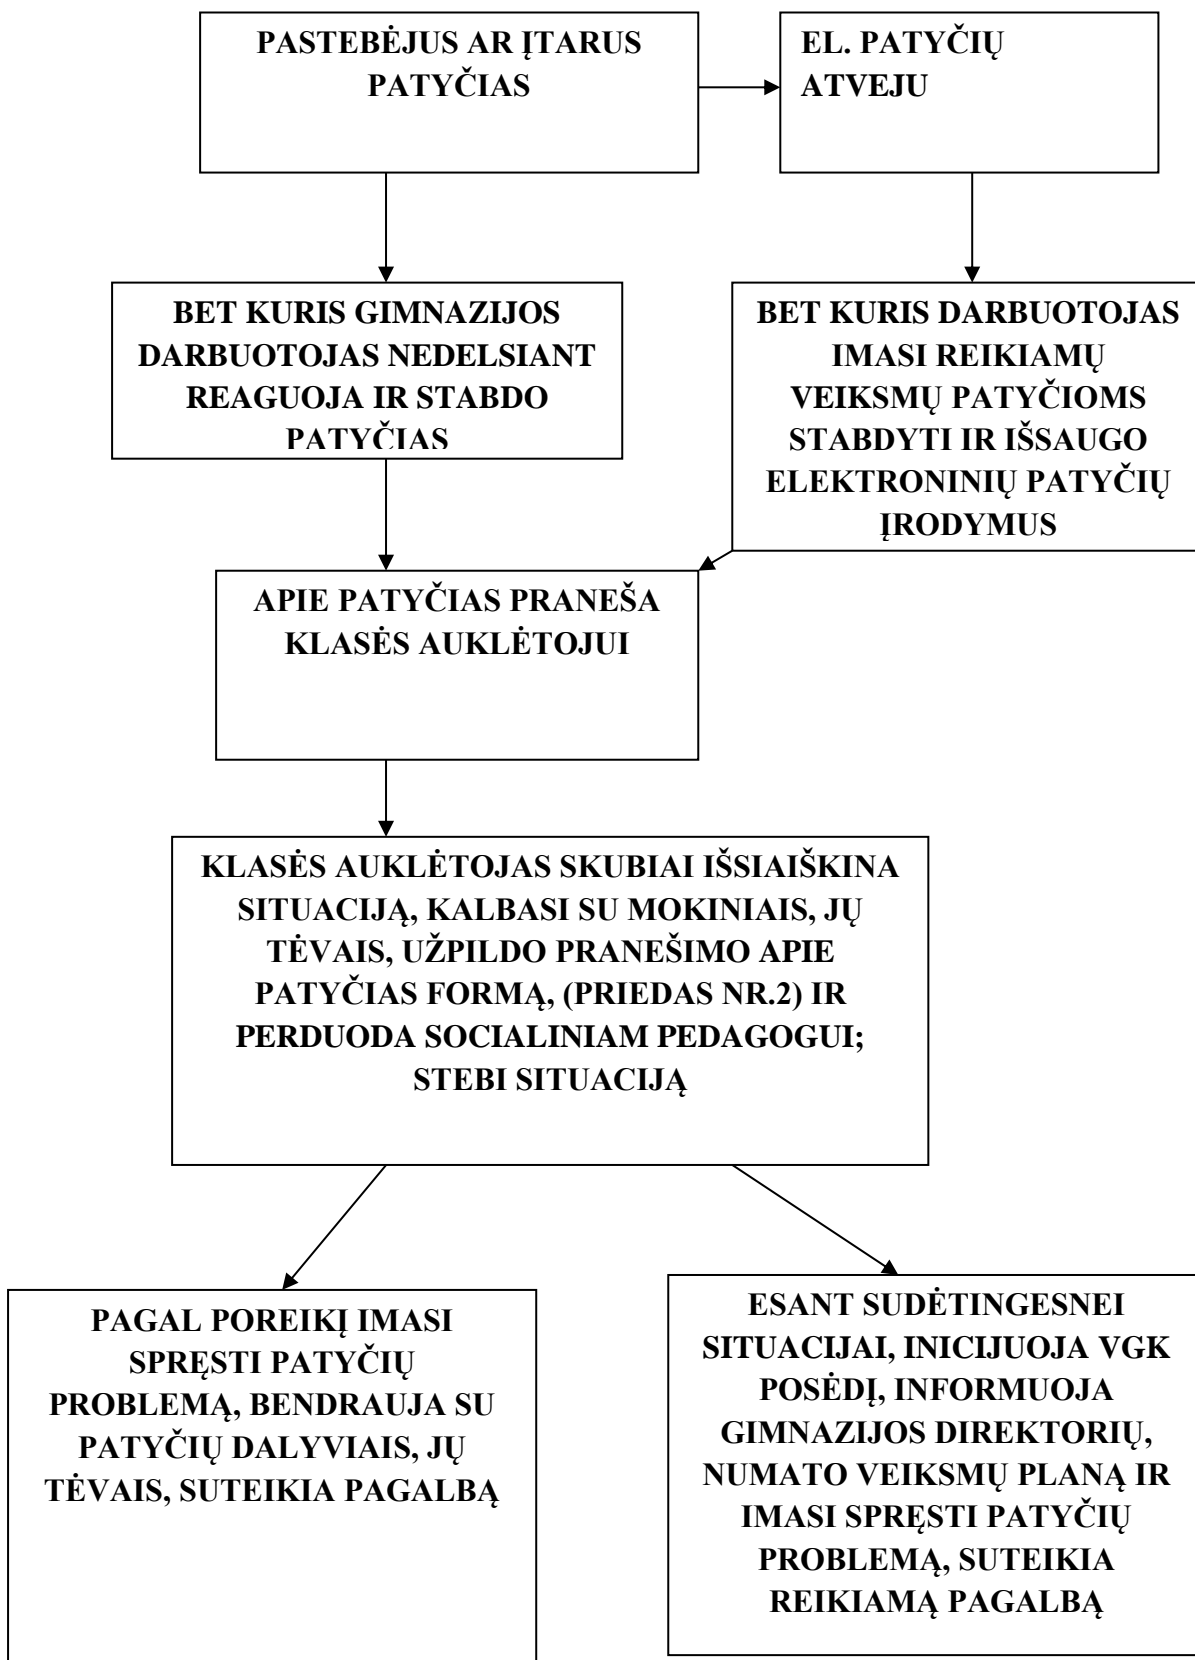 PASTEBĖJUS AR ĮTARUS
PATYČIAS
EL. PATYČIŲ
ATVEJU
BET KURIS GIMNAZIJOS
DARBUOTOJAS NEDELSIANT
REAGUOJA IR STABDO
PATYČIAS
BET KURIS DARBUOTOJAS
IMASI REIKIAMŲ
VEIKSMŲ PATYČIOMS
STABDYTI IR IŠSAUGO
ELEKTRONINIŲ PATYČIŲ
ĮRODYMUS
APIE PATYČIAS PRANEŠA
KLASĖS AUKLĖTOJUI
KLASĖS AUKLĖTOJAS SKUBIAI IŠSIAIŠKINA
SITUACIJĄ, KALBASI SU MOKINIAIS, JŲ
TĖVAIS, UŽPILDO PRANEŠIMO APIE
PATYČIAS FORMĄ, (PRIEDAS NR.2) IR
PERDUODA SOCIALINIAM PEDAGOGUI;
STEBI SITUACIJĄ
PAGAL POREIKĮ IMASI
SPRĘSTI PATYČIŲ
PROBLEMĄ, BENDRAUJA SU
PATYČIŲ DALYVIAIS, JŲ
TĖVAIS, SUTEIKIA PAGALBĄ
ESANT SUDĖTINGESNEI
SITUACIJAI, INICIJUOJA VGK
POSĖDĮ, INFORMUOJA
GIMNAZIJOS DIREKTORIŲ,
NUMATO VEIKSMŲ PLANĄ IR
IMASI SPRĘSTI PATYČIŲ
PROBLEMĄ, SUTEIKIA
REIKIAMĄ PAGALBĄ